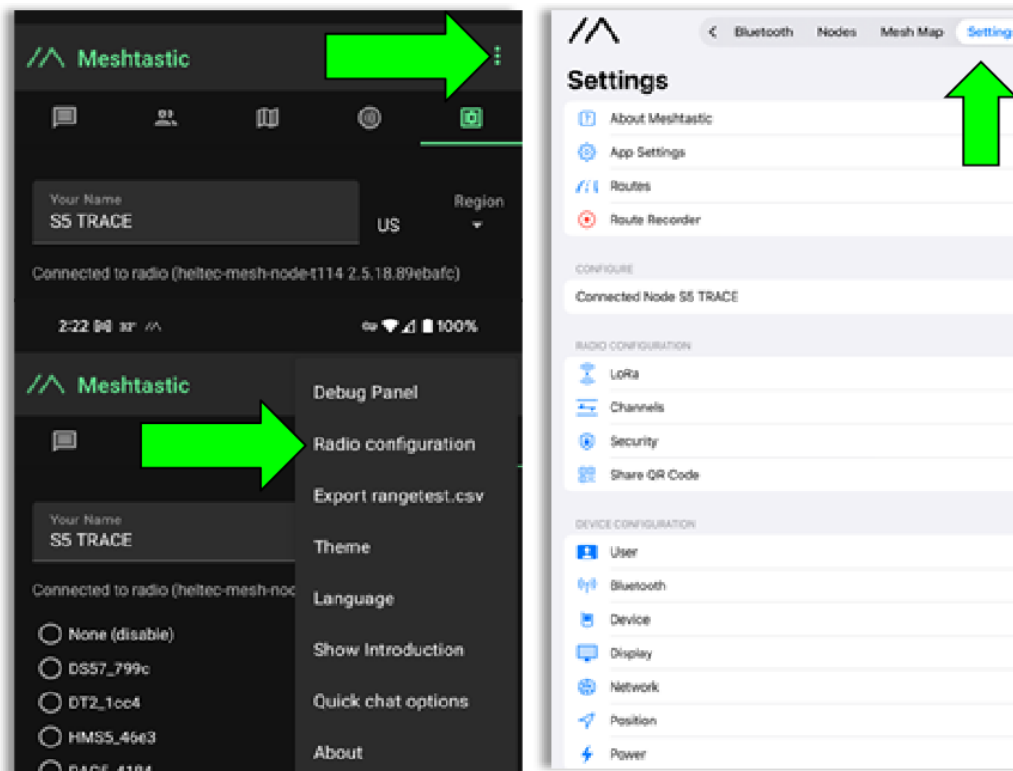 Meshtastic
Your Name
S5 TRACE
US
Region
Connected to radio (heltec-mesh-node-t114 2.5.18.89ebafc)
2:22
100%
Meshtastic
Your Name
S5 TRACE
Connected to radio (heltec-mesh-noc
None (disable)
DS57_799c
DT2_1cc4
HMS5_46e3
Debug Panel
Radio configuration
Export rangetest.csv
Theme
Language
Show Introduction
Quick chat options
About
Bluetooth Nodes Mesh Map Settings
Settings
About Meshtastic
App Settings
Routes
Route Recorder
CONFIGURE
Connected Node S5 TRACE
RADIO CONFIGURATION
LoRa
Channels
Security
Share QR Code
DEVICE CONFIGURATION
User
Bluetooth
Device
Display
Network
Position
Power